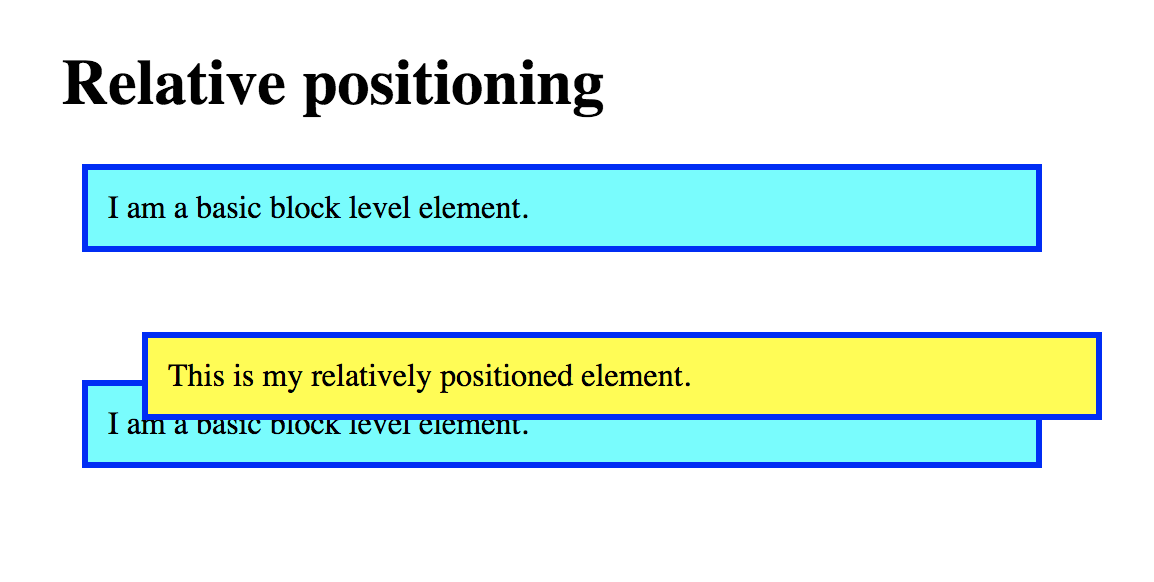 Relative positioning
I am a basic block level element.
This is my relatively positioned element.
I am a basic block level element.